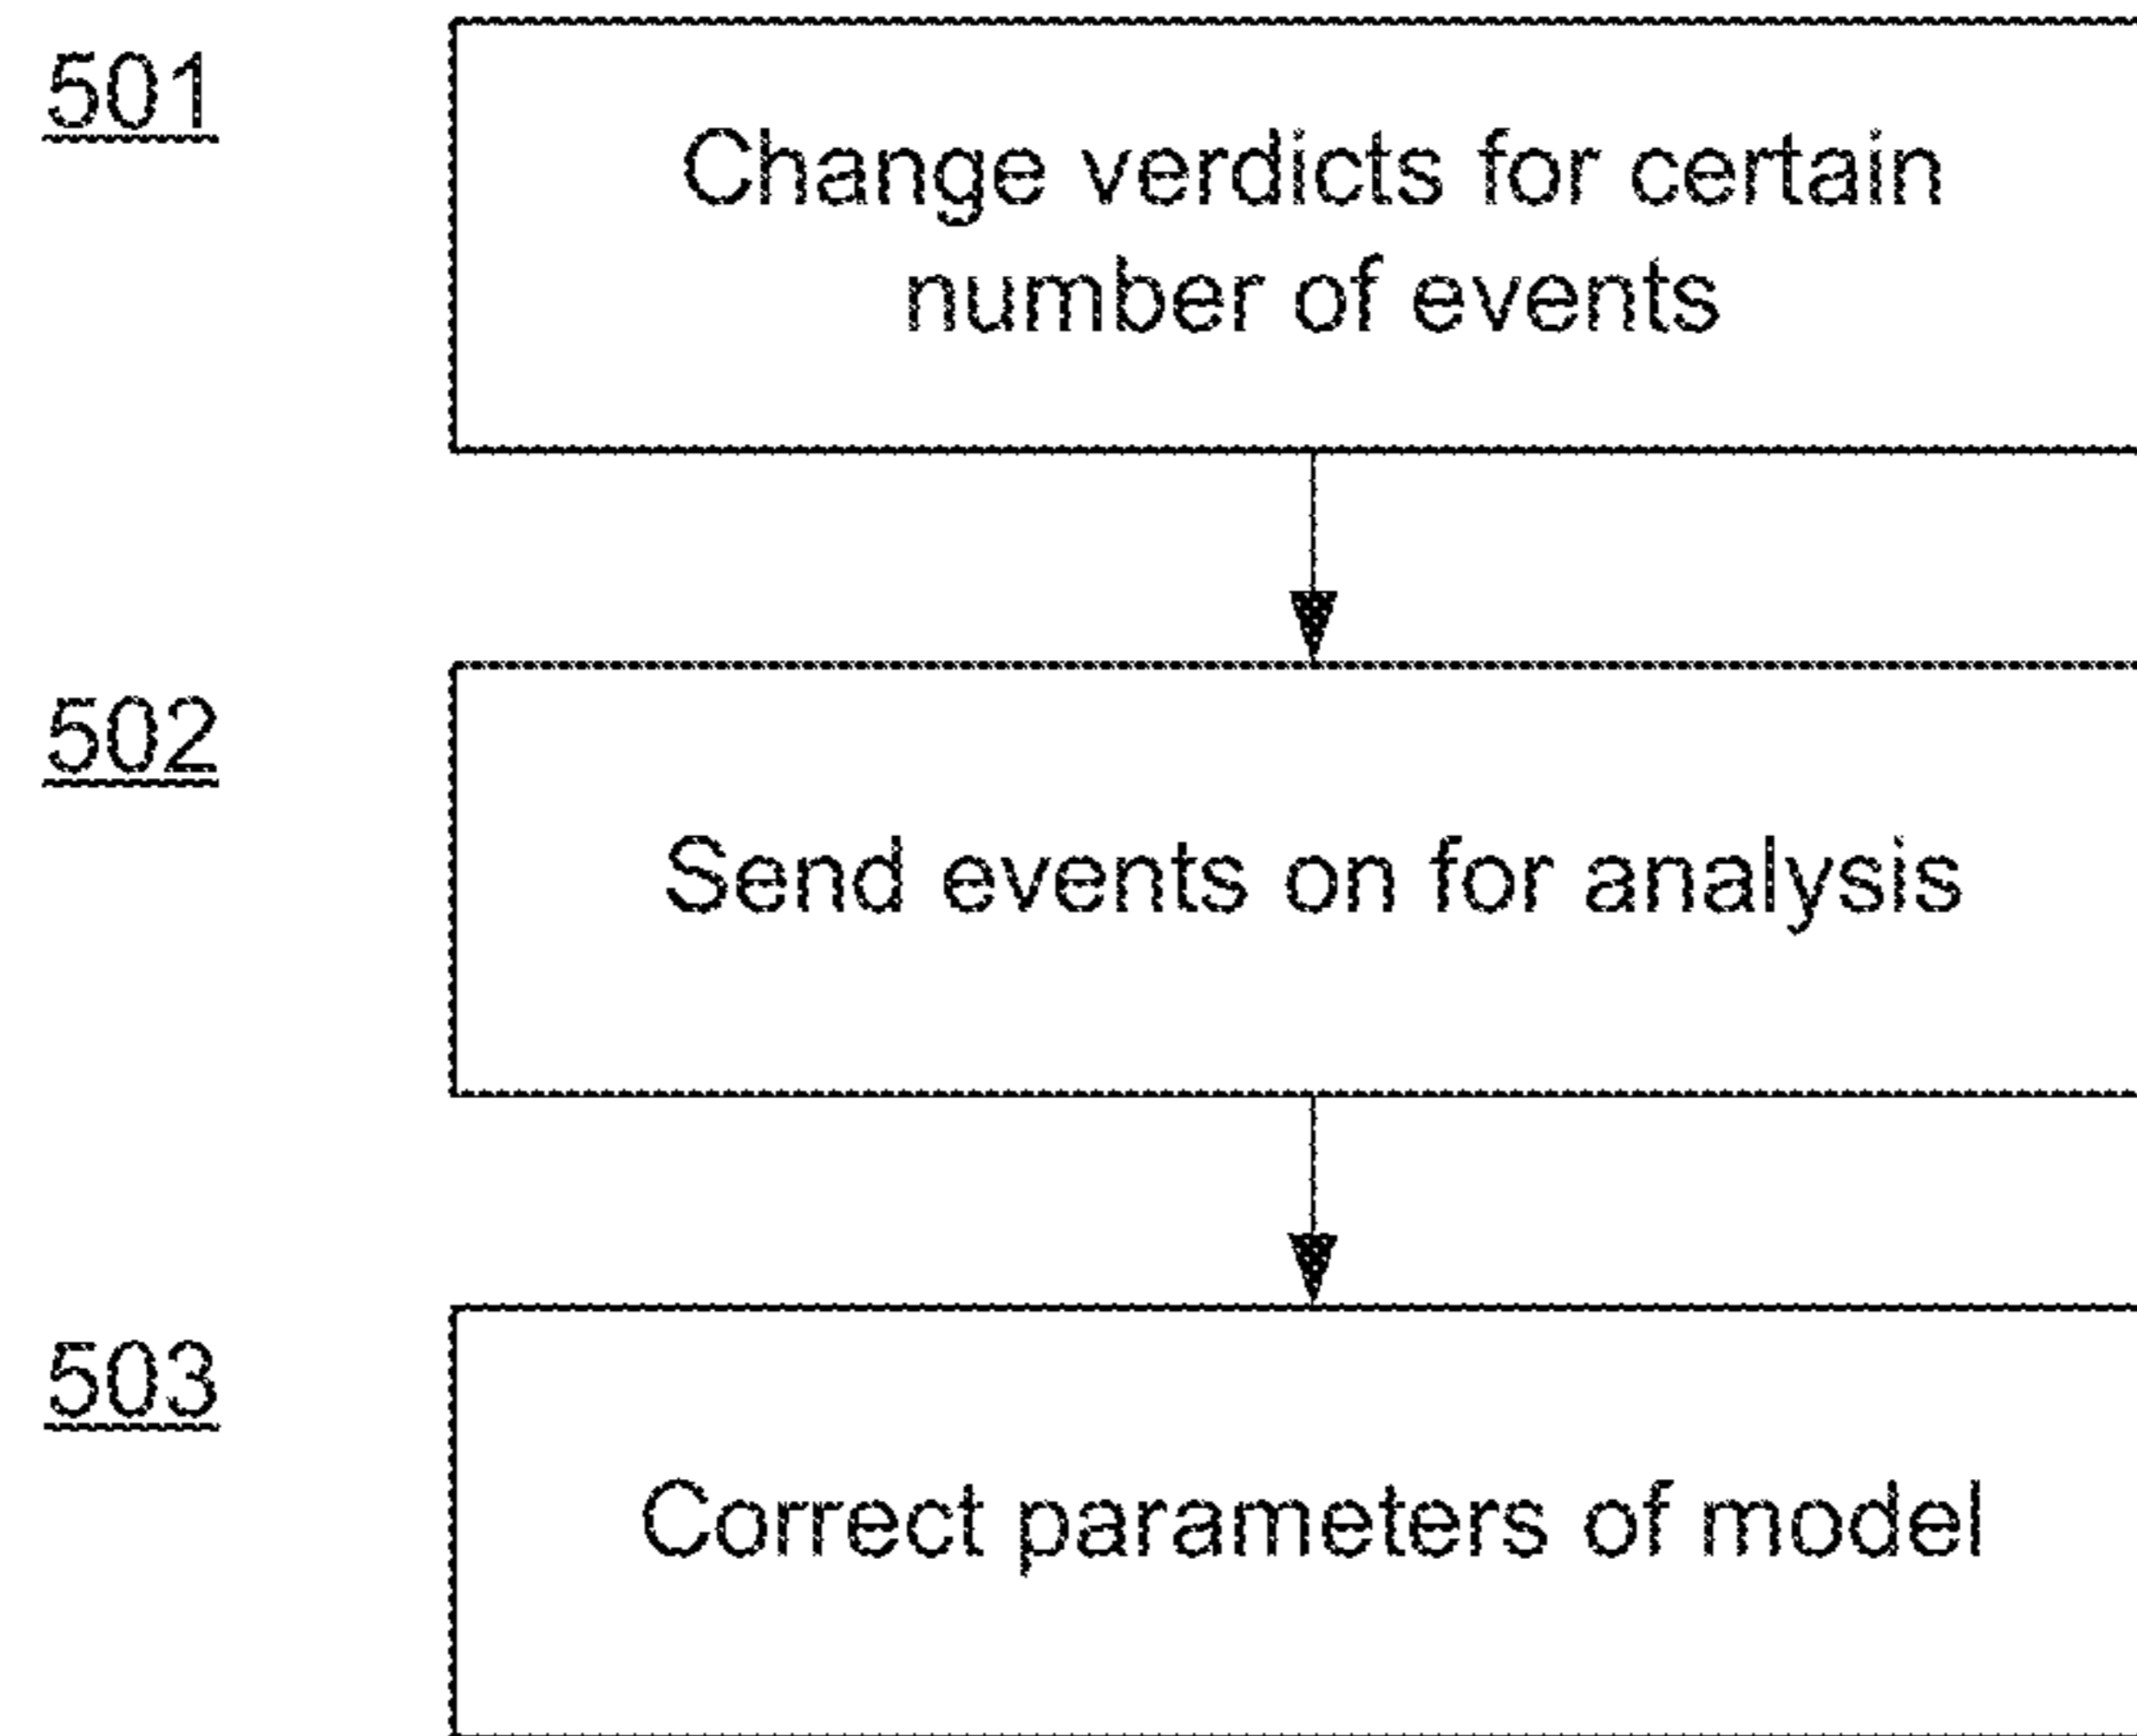 501
Change verdicts for certain
number of events
502
Send events on for analysis
503
Correct parameters of model